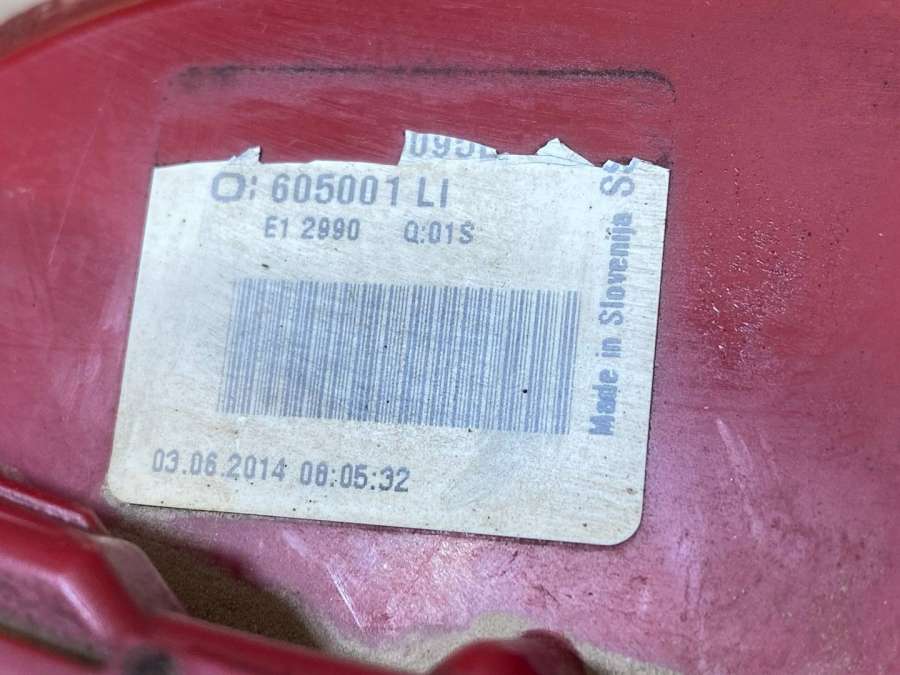 605001 LI
E1 2990 Q:01S
Made in Slovenija
03.06.2014 08:05:32